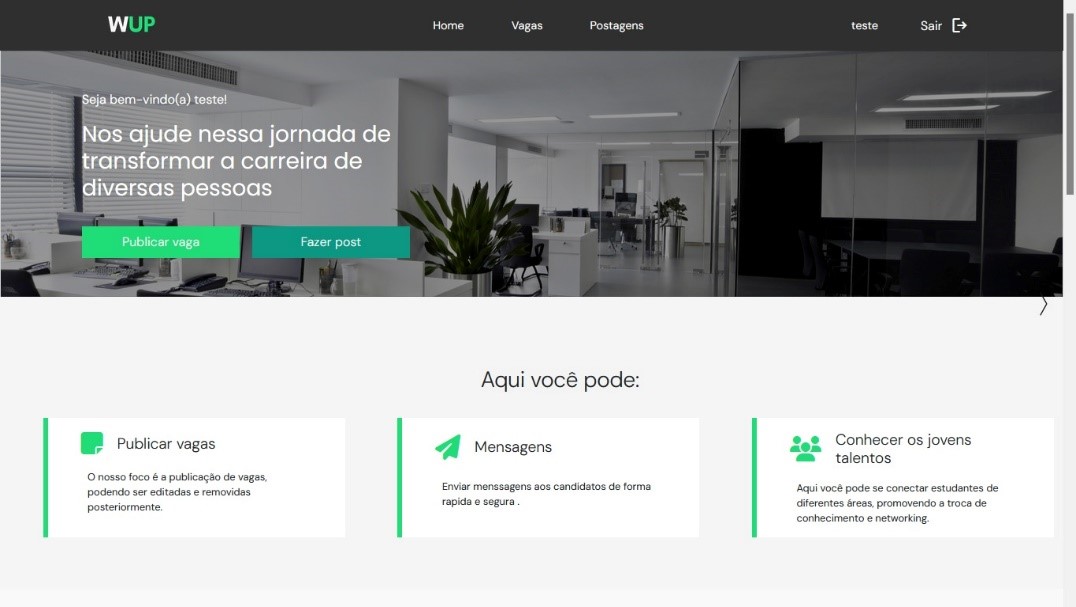 WUP
Home
Vagas
Postagens
teste
Sair
Seja bem-vindo(a) teste!
Nos ajude nessa jornada de
transformar a carreira de
diversas pessoas
Publicar vaga
Fazer post
Aqui você pode:
Publicar vagas
O nosso foco é a publicação de vagas,
podendo ser editadas e removidas
posteriormente.
Mensagens
Enviar menssagens aos candidatos de forma
rapida e segura .
Conhecer os jovens
talentos
Aqui você pode se conectar estudantes de
diferentes áreas, promovendo a troca de
conhecimento e networking.